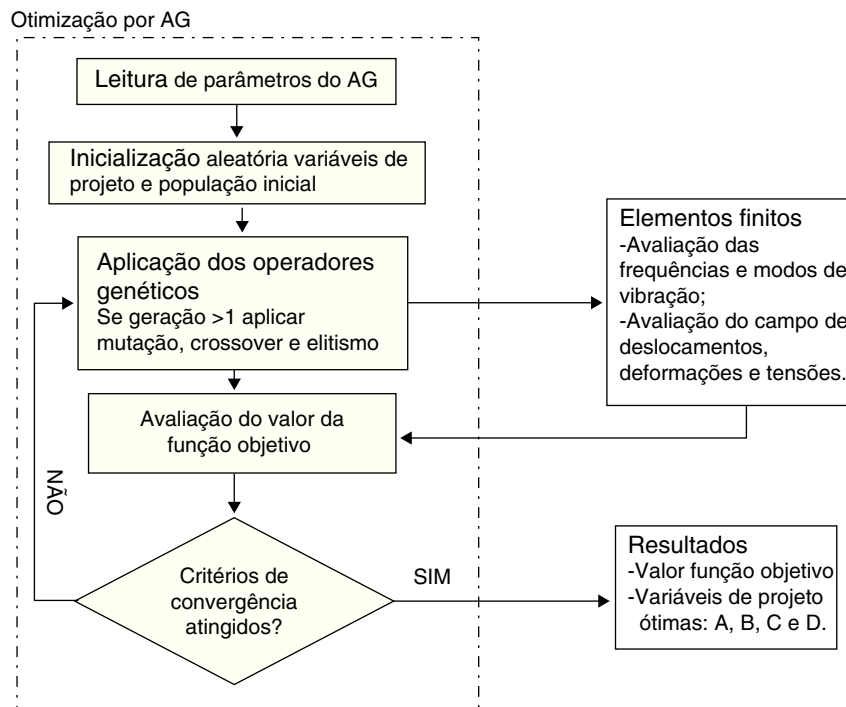 Otimização por AG
Leitura de parâmetros do AG
Inicialização aleatória variáveis de
projeto e população inicial
Aplicação dos operadores
genéticos
Se geração >1 aplicar
mutação, crossover e elitismo
Elementos finitos
-Avaliação das
frequências e modos de
vibração;
-Avaliação do campo de
deslocamentos,
deformações e tensões.
Avaliação do valor da
função objetivo
NÃO
Critérios de
convergência
atingidos?
SIM
Resultados
-Valor função objetivo
-Variáveis de projeto
ótimas: A, B, C e D.